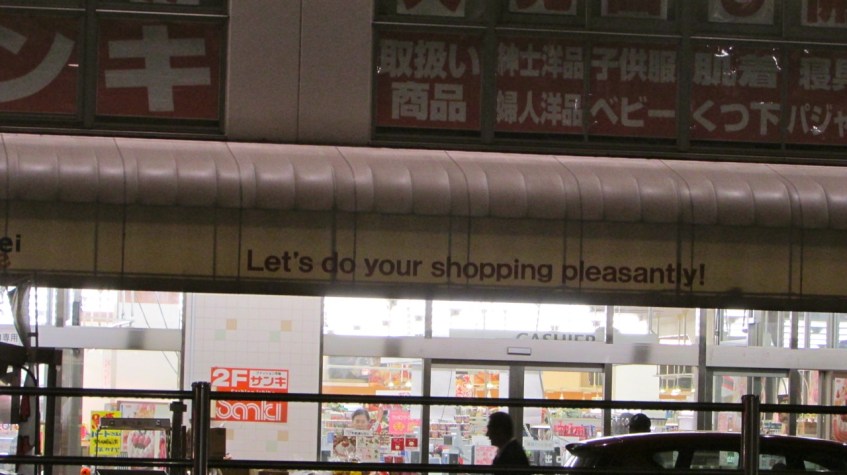 ンキ
取扱い
商品
紳士洋品
婦人洋品
子供服
ベビー
肌着
くつ下
寝具
パジャ
ei
Let's do your shopping pleasantly!
CASHIER
2F サンキ
sanki